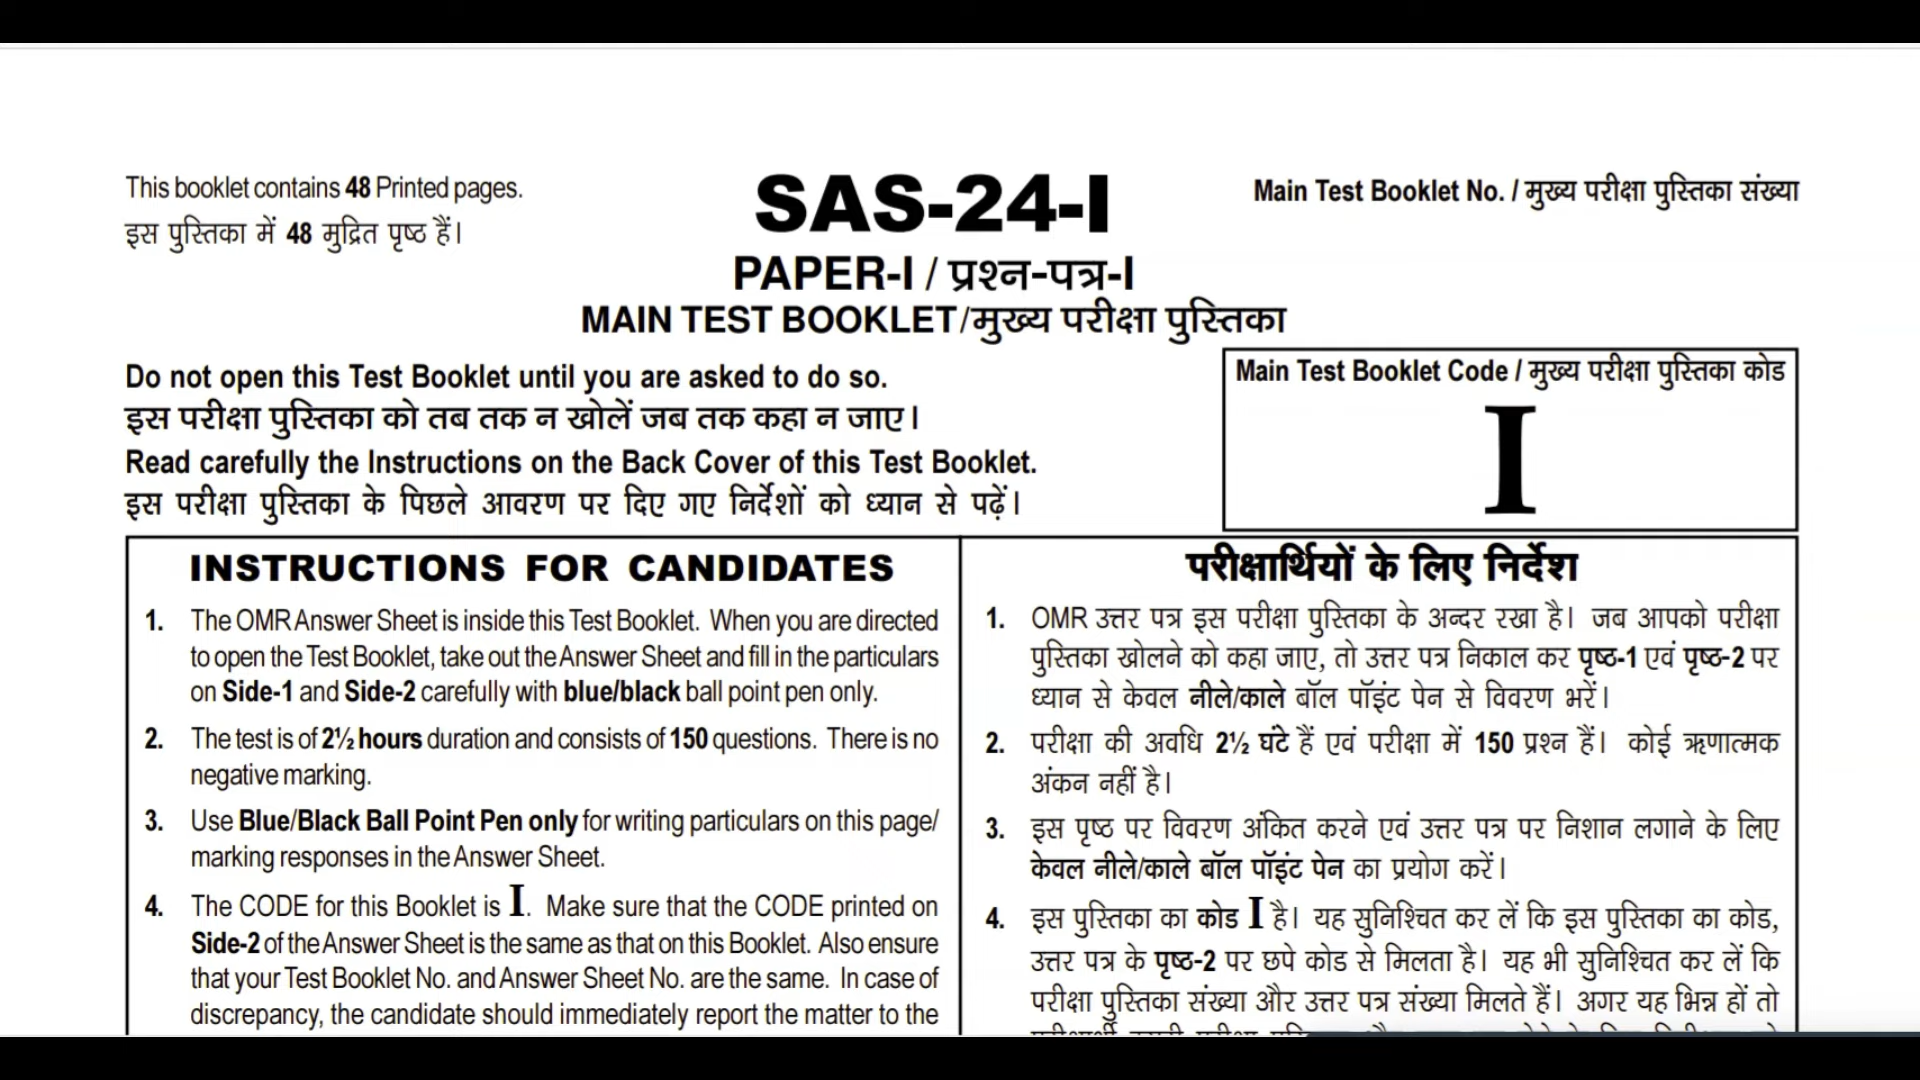 This booklet contains 48 Printed pages.
इस पुस्तिका में 48 मुद्रित पृष्ठ हैं।
SAS-24-I
PAPER-I / प्रश्न-पत्र-I
MAIN TEST BOOKLET/मुख्य परीक्षा पुस्तिका
Main Test Booklet No. / मुख्य परीक्षा पुस्तिका संख्या
Do not open this Test Booklet until you are asked to do so.
इस परीक्षा पुस्तिका को तब तक न खोलें जब तक कहा न जाए।
Read carefully the Instructions on the Back Cover of this Test Booklet.
इस परीक्षा पुस्तिका के पिछले आवरण पर दिए गए निर्देशों को ध्यान से पढ़ें।
Main Test Booklet Code / मुख्य परीक्षा पुस्तिका कोड
I
INSTRUCTIONS FOR CANDIDATES
1. The OMR Answer Sheet is inside this Test Booklet. When you are directed
to open the Test Booklet, take out the Answer Sheet and fill in the particulars
on Side-1 and Side-2 carefully with blue/black ball point pen only.
2. The test is of 2½ hours duration and consists of 150 questions. There is no
negative marking.
3. Use Blue/Black Ball Point Pen only for writing particulars on this page/
marking responses in the Answer Sheet.
4. The CODE for this Booklet is I. Make sure that the CODE printed on
Side-2 of the Answer Sheet is the same as that on this Booklet. Also ensure
that your Test Booklet No. and Answer Sheet No. are the same. In case of
discrepancy, the candidate should immediately report the matter to the
परीक्षार्थियों के लिए निर्देश
1. OMR उत्तर पत्र इस परीक्षा पुस्तिका के अन्दर रखा है। जब आपको परीक्षा
पुस्तिका खोलने को कहा जाए, तो उत्तर पत्र निकाल कर पृष्ठ-1 एवं पृष्ठ-2 पर
ध्यान से केवल नीले/काले बॉल पॉइंट पेन से विवरण भरें।
2. परीक्षा की अवधि 2½ घंटे हैं एवं परीक्षा में 150 प्रश्न हैं। कोई ऋणात्मक
अंकन नहीं है।
3. इस पृष्ठ पर विवरण अंकित करने एवं उत्तर पत्र पर निशान लगाने के लिए
केवल नीले/काले बॉल पॉइंट पेन का प्रयोग करें।
4. इस पुस्तिका का कोड I है। यह सुनिश्चित कर लें कि इस पुस्तिका का कोड,
उत्तर पत्र के पृष्ठ-2 पर छपे कोड से मिलता है। यह भी सुनिश्चित कर लें कि
परीक्षा पुस्तिका संख्या और उत्तर पत्र संख्या मिलते हैं। अगर यह भिन्न हों तो